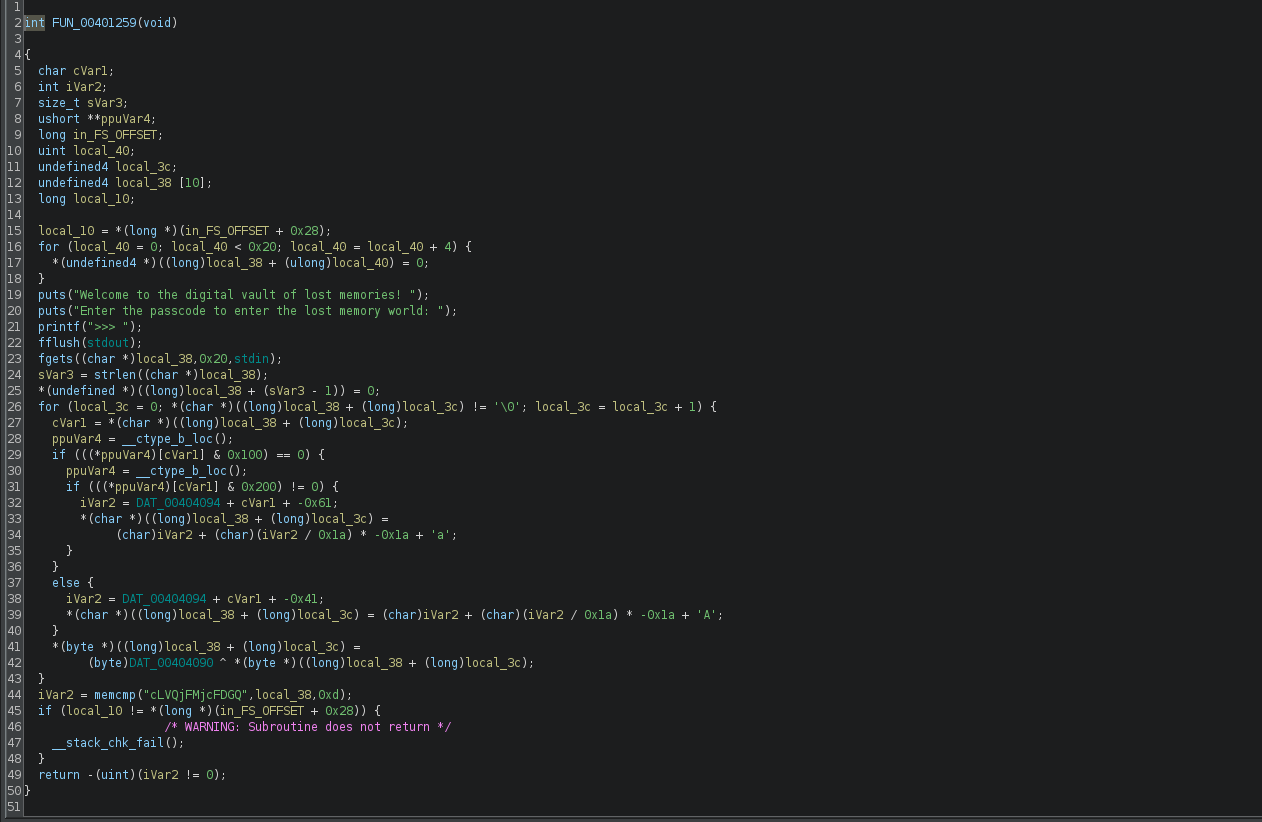 1
2 int FUN_00401259(void)
3
4 {
5 char cVar1;
6 int iVar2;
7 size_t sVar3;
8 ushort **ppuVar4;
9 long in_FS_OFFSET;
10 uint local_40;
11 undefined4 local_3c;
12 undefined4 local_38 [10];
13 long local_10;
14
15 local_10 = *(long *)(in_FS_OFFSET + 0x28);
16 for (local_40 = 0; local_40 < 0x20; local_40 = local_40 + 4) {
17 *(undefined4 *)((long)local_38 + (ulong)local_40) = 0;
18 }
19 puts("Welcome to the digital vault of lost memories! ");
20 puts("Enter the passcode to enter the lost memory world: ");
21 printf(">>> ");
22 fflush(stdout);
23 fgets((char *)local_38,0x20,stdin);
24 sVar3 = strlen((char *)local_38);
25 *(undefined *)((long)local_38 + (sVar3 - 1)) = 0;
26 for (local_3c = 0; *(char *)((long)local_38 + (long)local_3c) != '\0'; local_3c = local_3c + 1) {
27 cVar1 = *(char *)((long)local_38 + (long)local_3c);
28 ppuVar4 = __ctype_b_loc();
29 if (((*ppuVar4)[cVar1] & 0x100) == 0) {
30 ppuVar4 = __ctype_b_loc();
31 if (((*ppuVar4)[cVar1] & 0x200) != 0) {
32 iVar2 = DAT_00404094 + cVar1 + -0x61;
33 *(char *)((long)local_38 + (long)local_3c) =
34 (char)iVar2 + (char)(iVar2 / 0x1a) * -0x1a + 'a';
35 }
36 }
37 else {
38 iVar2 = DAT_00404094 + cVar1 + -0x41;
39 *(char *)((long)local_38 + (long)local_3c) = (char)iVar2 + (char)(iVar2 / 0x1a) * -0x1a + 'A';
40 }
41 *(byte *)((long)local_38 + (long)local_3c) =
42 (byte)DAT_00404090 ^ *(byte *)((long)local_38 + (long)local_3c);
43 }
44 iVar2 = memcmp("cLVQjFMjcFDGQ",local_38,0xd);
45 if (local_10 != *(long *)(in_FS_OFFSET + 0x28)) {
46 /* WARNING: Subroutine does not return */
47 __stack_chk_fail();
48 }
49 return -(uint)(iVar2 != 0);
50 }
51